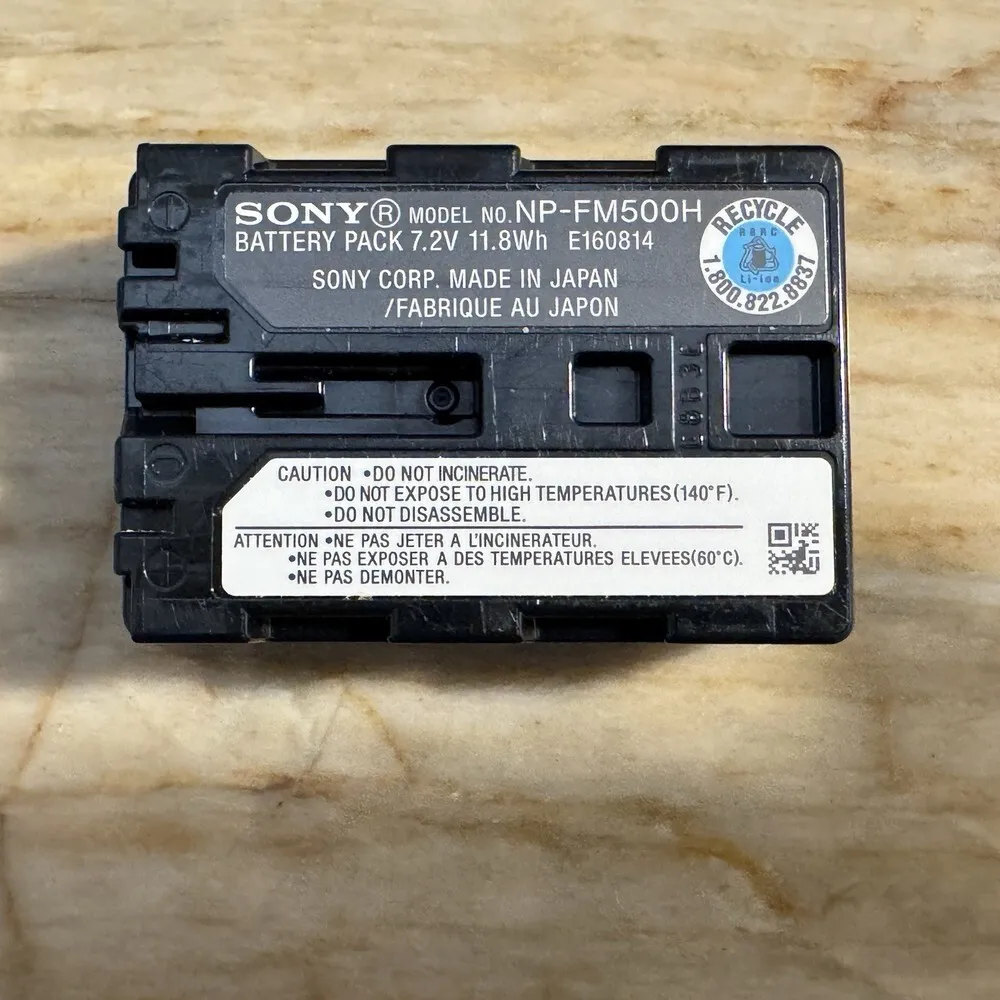 SONY® MODEL NO. NP-FM500H
BATTERY PACK 7.2V 11.8Wh E160814
SONY CORP. MADE IN JAPAN
/FABRIQUE AU JAPON
RECYCLE
RBRC
Li-ion
1.800.822.8837
CAUTION •DO NOT INCINERATE.
•DO NOT EXPOSE TO HIGH TEMPERATURES(140°F).
•DO NOT DISASSEMBLE.
ATTENTION •NE PAS JETER A L'INCINERATEUR.
•NE PAS EXPOSER A DES TEMPERATURES ELEVEES(60°C).
•NE PAS DEMONTER.